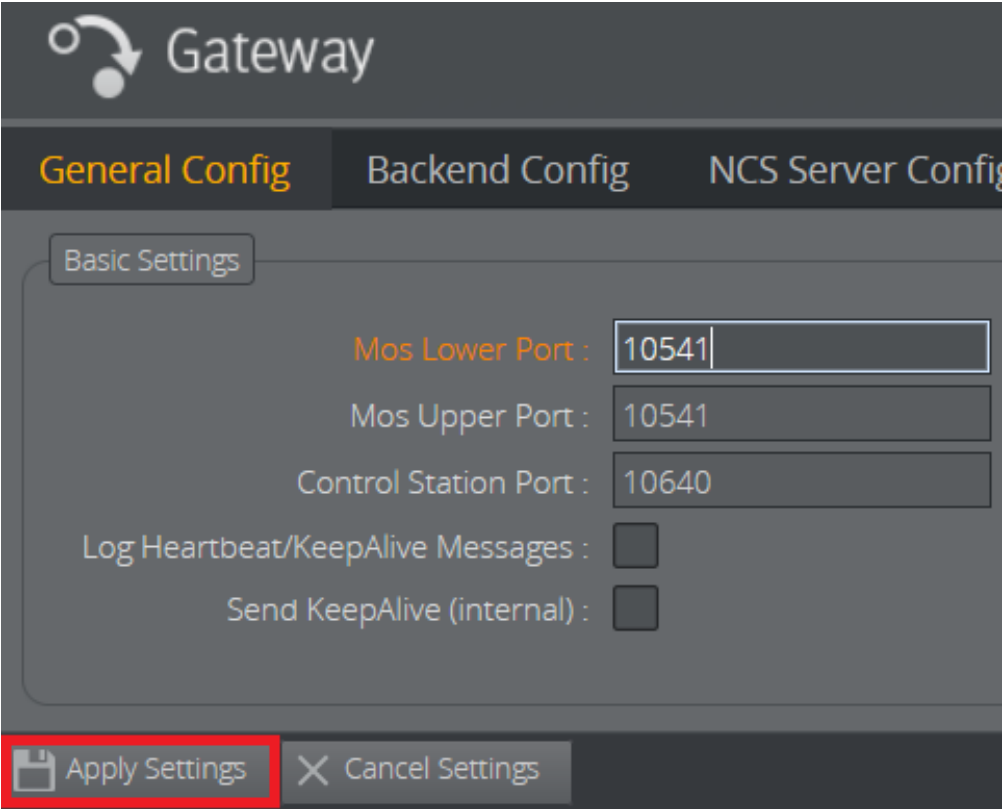 Gateway
General Config Backend Config NCS Server Config
Basic Settings
Mos Lower Port : 10541
Mos Upper Port : 10541
Control Station Port : 10640
Log Heartbeat/KeepAlive Messages :
Send KeepAlive (internal) :
Apply Settings Cancel Settings